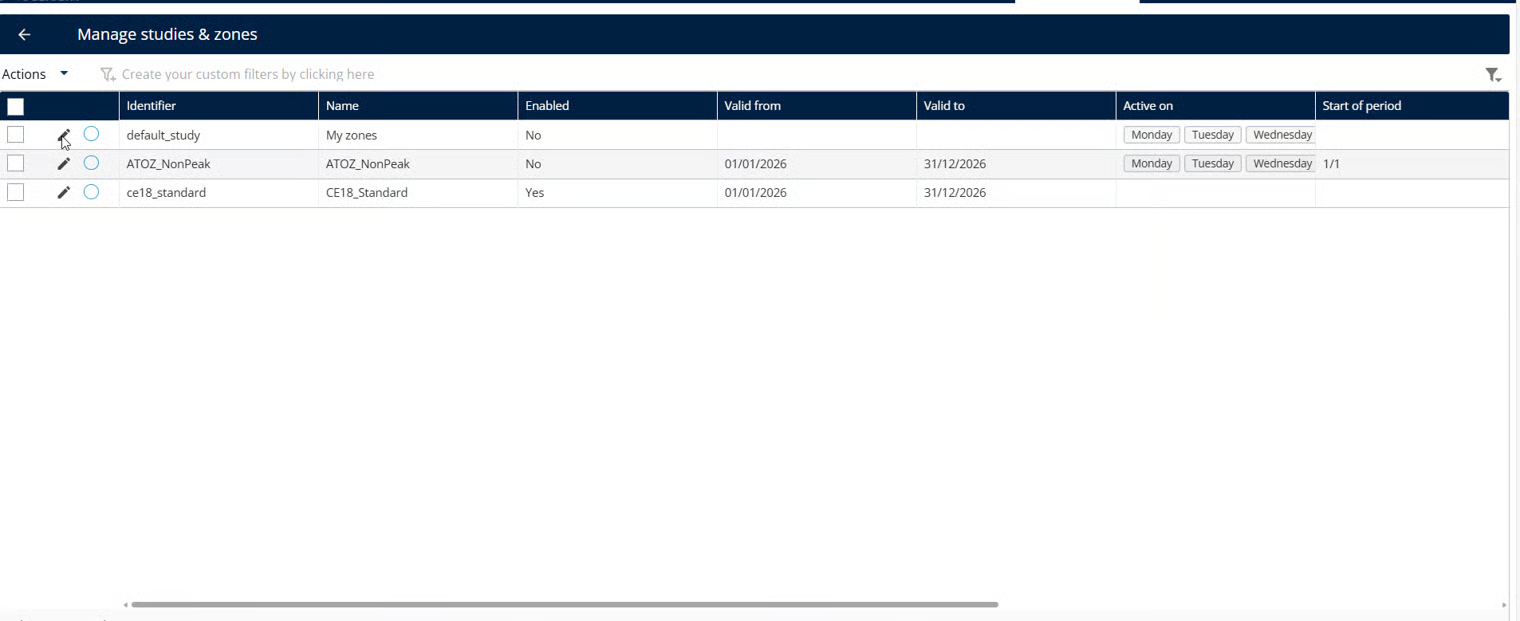 Manage studies & zones
Actions Create your custom filters by clicking here
Identifier Name Enabled Valid from Valid to Active on Start of period
default_study My zones No Monday Tuesday Wednesday
ATOZ_NonPeak ATOZ_NonPeak No 01/01/2026 31/12/2026 Monday Tuesday Wednesday 1/1
ce18_standard CE18_Standard Yes 01/01/2026 31/12/2026